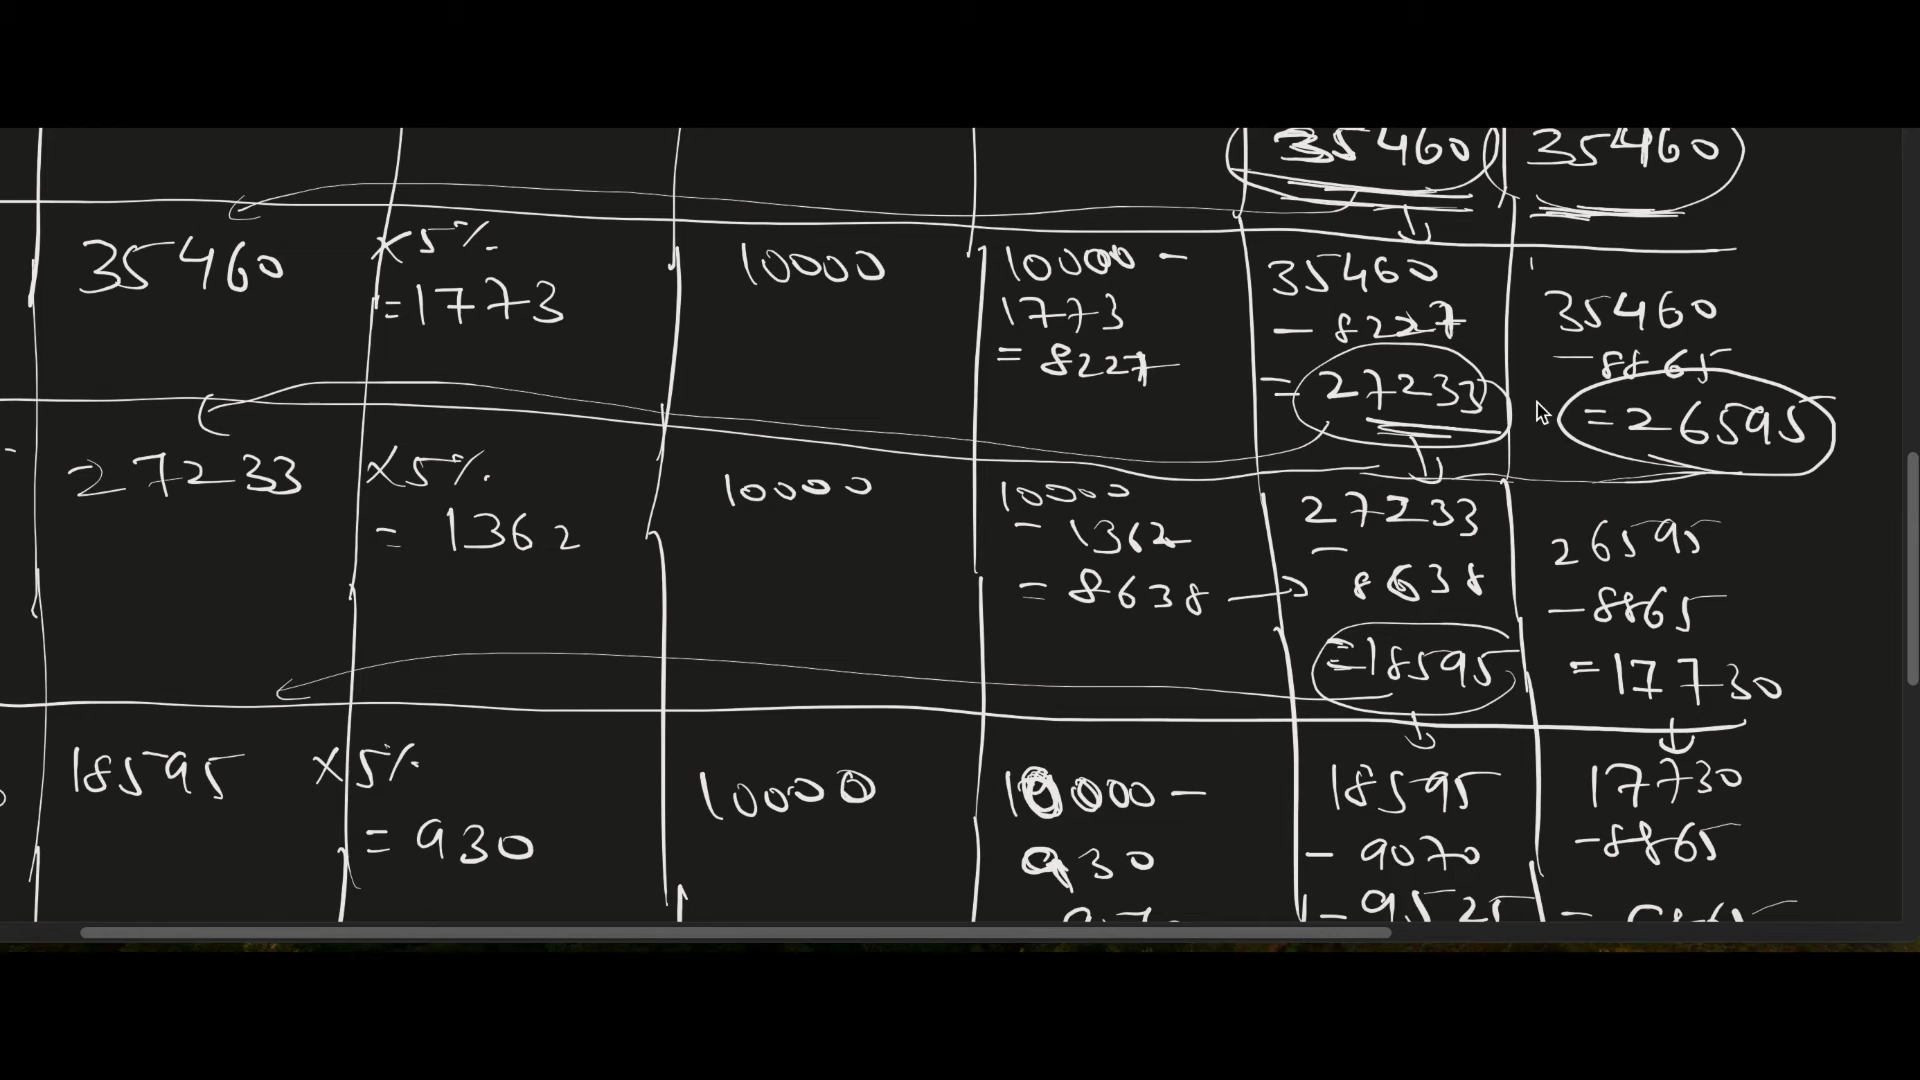 35460 35460
35460 ×5% 10000 10000 - 35460 35460
= 1773 1773 - 8227 - 8865
= 8227 = 27233 = 26595
27233 ×5% 10000 10000 27233 26595
= 1362 - 1362 - 8638 - 8865
= 8638 = 18595 = 17730
18595 ×5% 10000 10000 - 18595 17730
= 930 930 - 9070 - 8865
- 9525